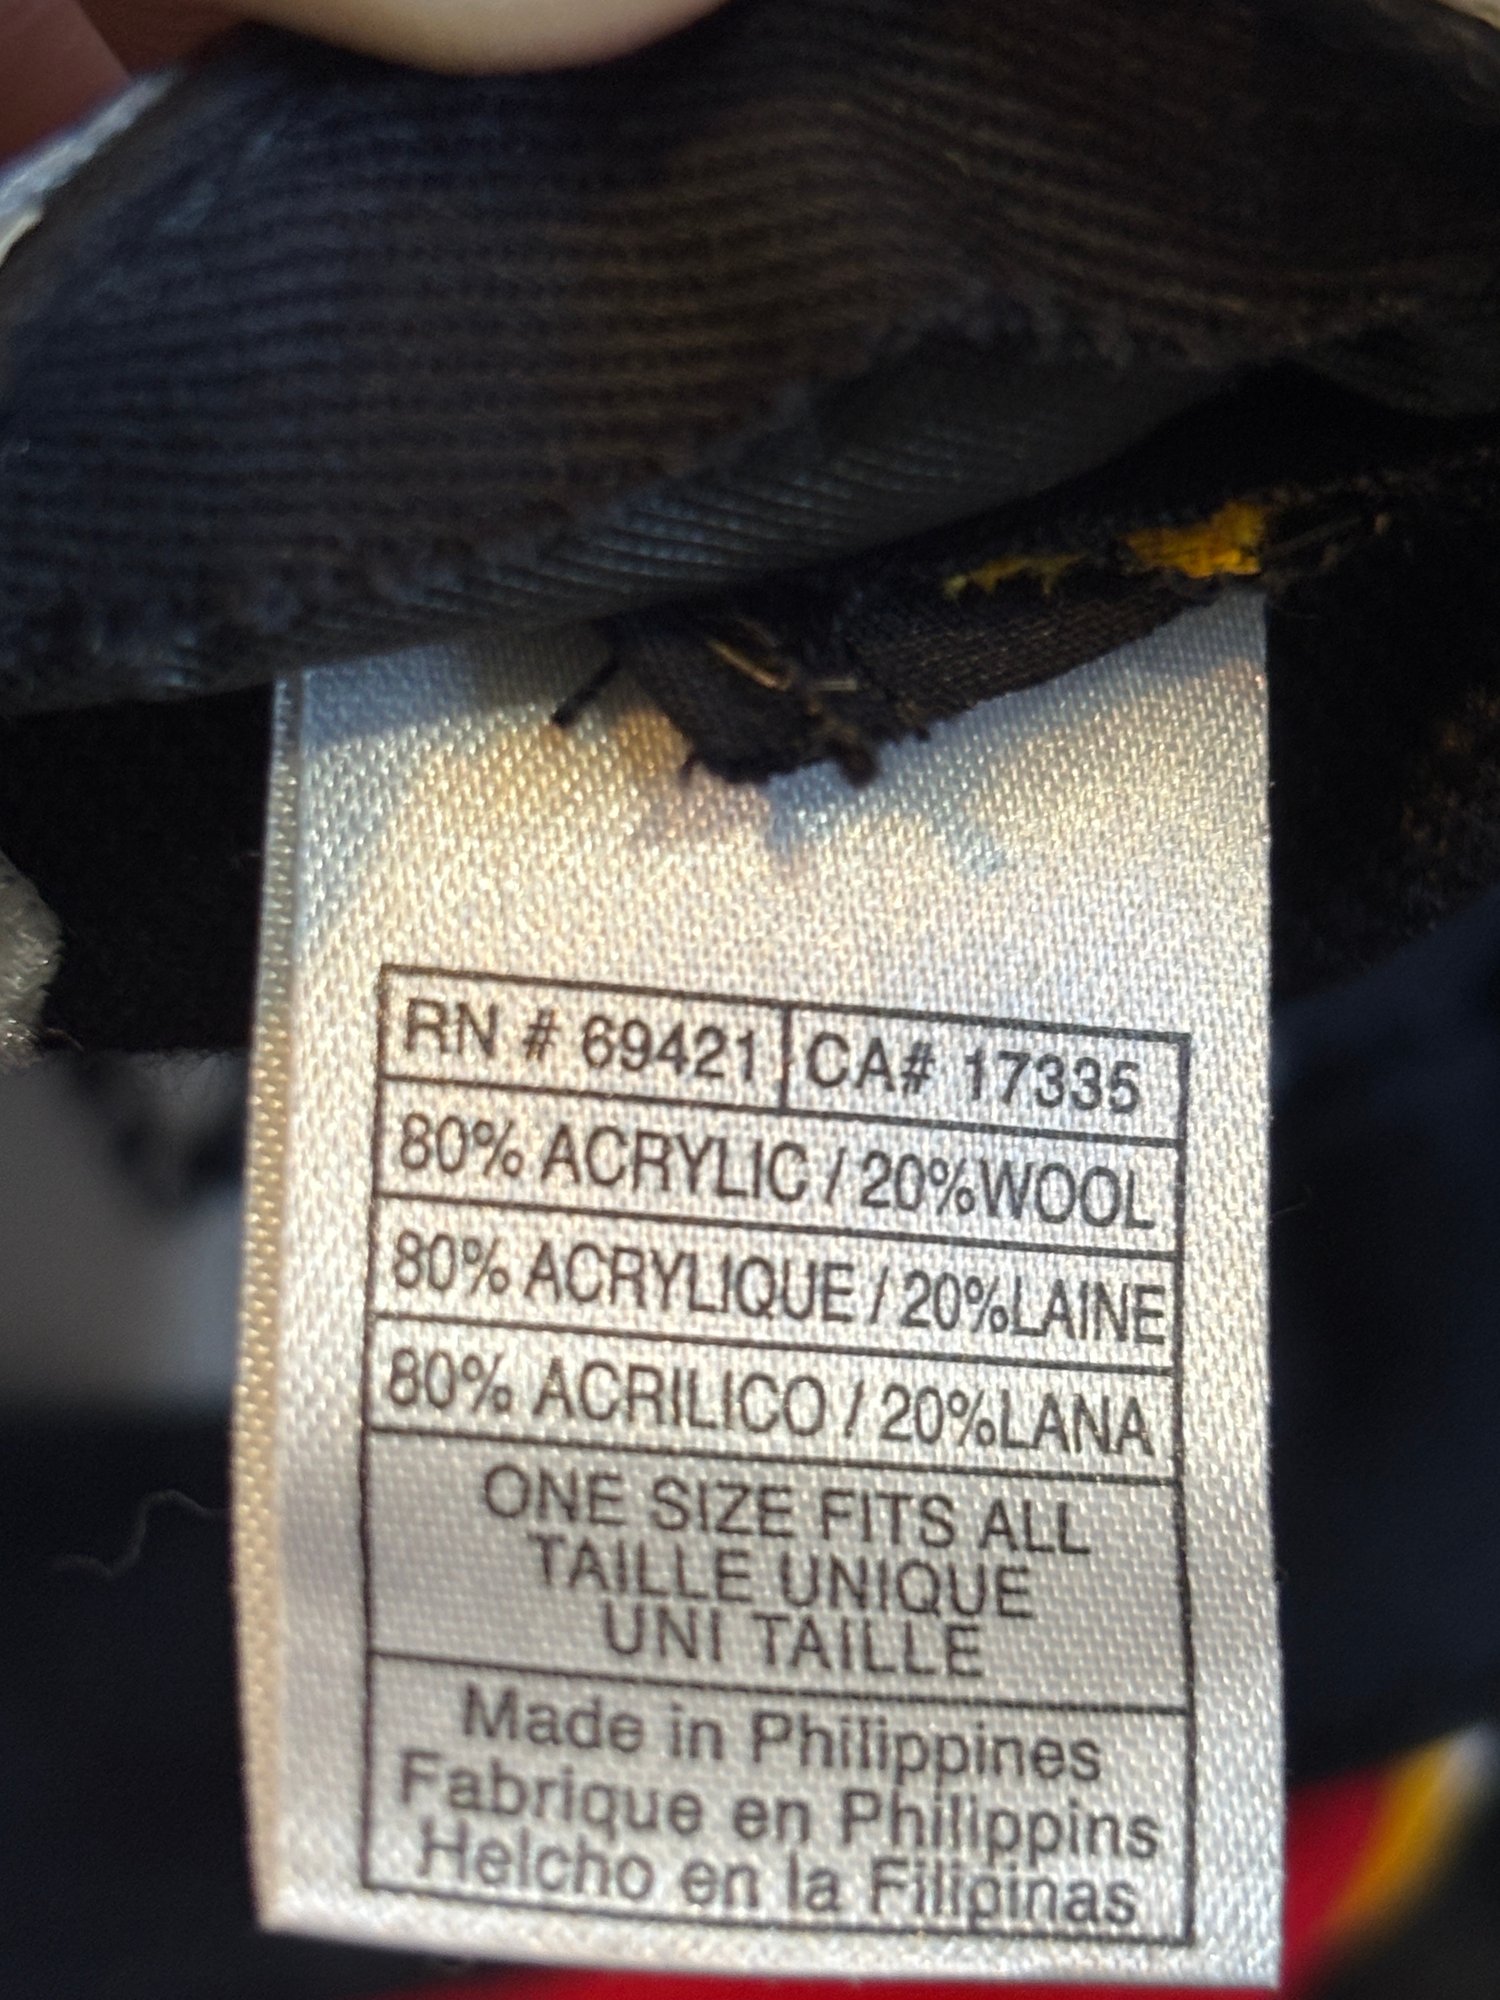 RN # 69421 CA# 17335
80% ACRYLIC / 20%WOOL
80% ACRYLIQUE / 20%LAINE
80% ACRILICO / 20%LANA
ONE SIZE FITS ALL
TAILLE UNIQUE
UNI TAILLE
Made in Philippines
Fabrique en Philippins
Helcho en la Filiginas